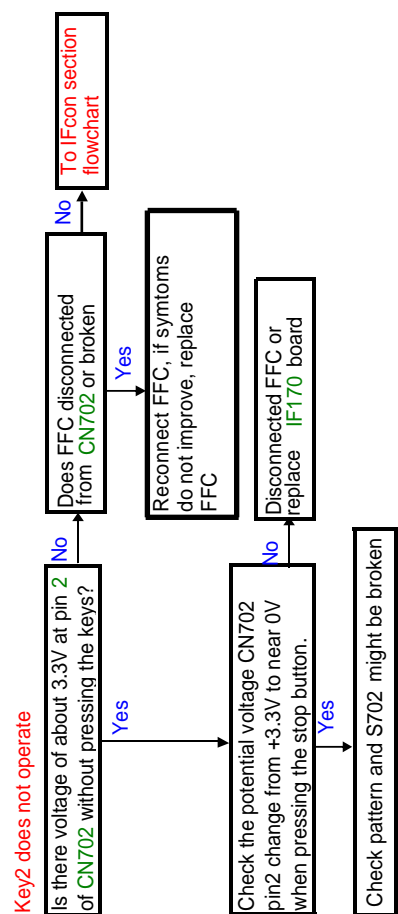 Key2 does not operate
Is there voltage of about 3.3V at pin 2
of CN702 without pressing the keys?
No
Does FFC disconnected
from CN702 or broken
No
To IFcon section
flowchart
Yes
Reconnect FFC, if symtoms
do not improve, replace
FFC
Yes
Check the potential voltage CN702
pin2 change from +3.3V to near 0V
when pressing the stop button.
No
Disconnected FFC or
replace IF170 board
Yes
Check pattern and S702 might be broken